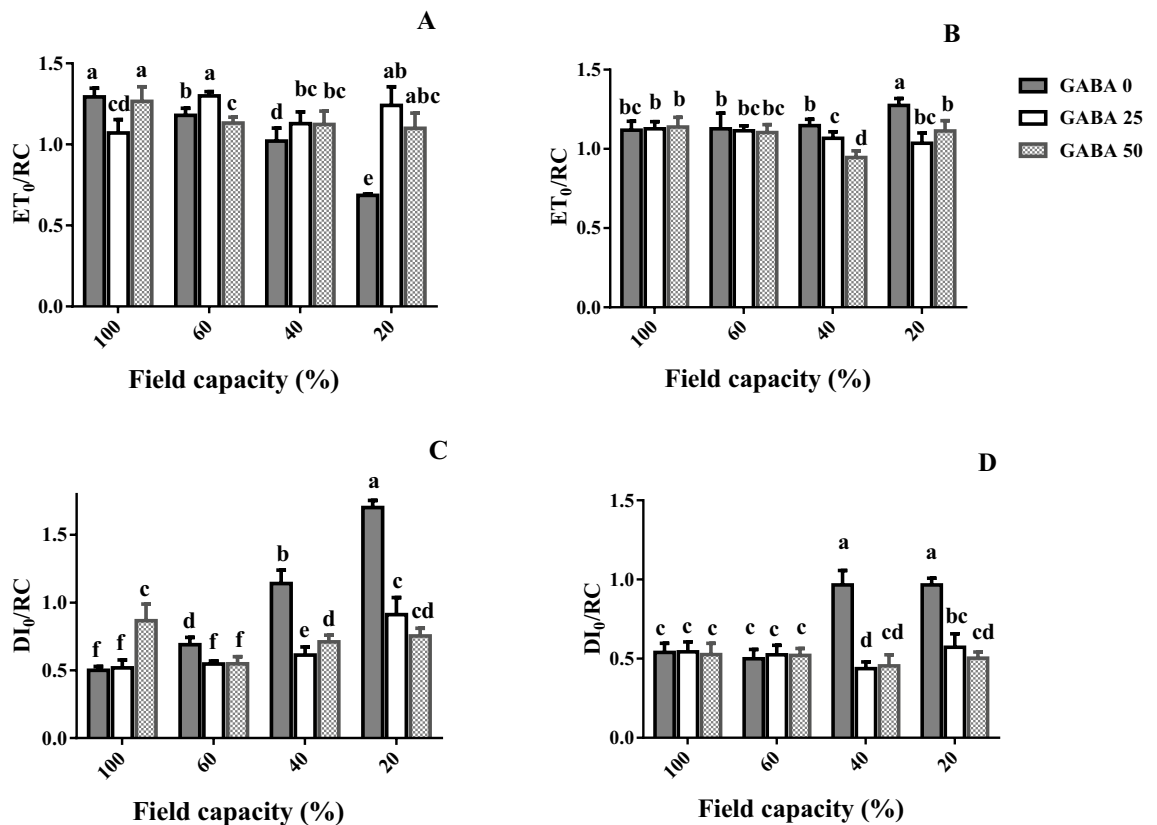 A
ET0/RC
1.5
1.0
0.5
0.0
a
cd
a
b
a
c
d
bc
bc
e
ab
abc
100
60
40
20
Field capacity (%)
B
ET0/RC
1.5
1.0
0.5
0.0
bc
b
b
b
bc
bc
b
c
d
a
bc
b
100
60
40
20
Field capacity (%)
GABA 0
GABA 25
GABA 50
C
DI0/RC
1.5
1.0
0.5
0.0
f
f
c
d
f
f
b
e
d
a
c
cd
100
60
40
20
Field capacity (%)
D
DI0/RC
1.5
1.0
0.5
0.0
c
c
c
c
c
c
a
d
cd
a
bc
cd
100
60
40
20
Field capacity (%)